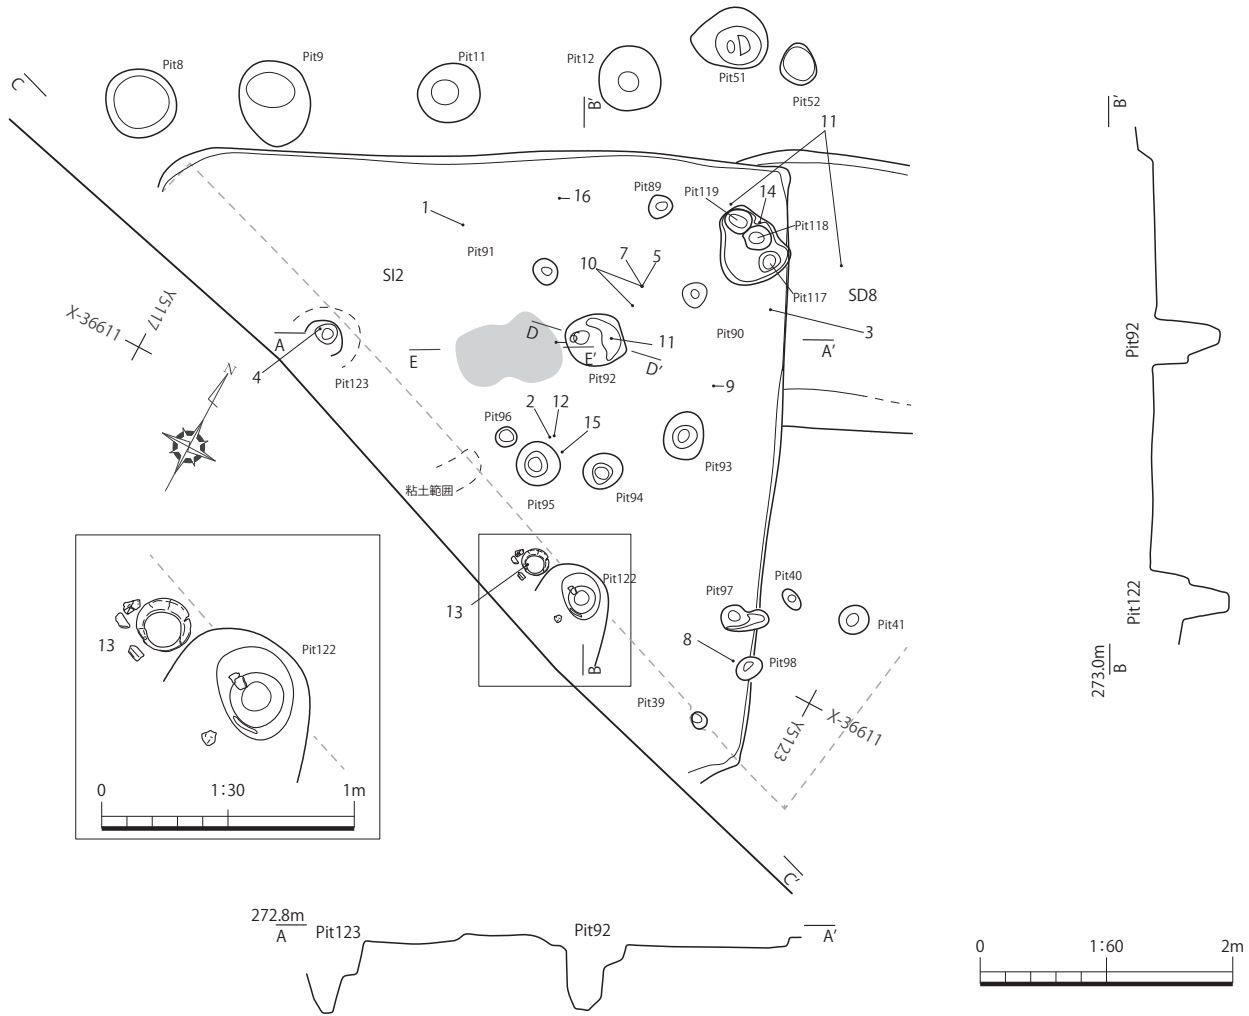 C
Pit8
Pit9
Pit11
Pit12
B′
Pit51
Pit52
11
B′
16
1
Pit89
Pit119
14
Pit118
Pit91
SI2
10
7
5
Pit117
SD8
X-36611
Y5117
A
D
E
E′
11
Pit90
3
A′
D′
Pit92
Pit92
4
Pit123
N
9
2
12
15
Pit96
Pit93
粘土範囲
Pit95
Pit94
Pit122
13
Pit97
Pit40
Pit41
8
Pit98
B
Pit39
X-36611
Y5123
Pit122
273.0m
B
13
Pit122
0
1:30
1m
C′
272.8m
A
Pit123
Pit92
A′
0
1:60
2m